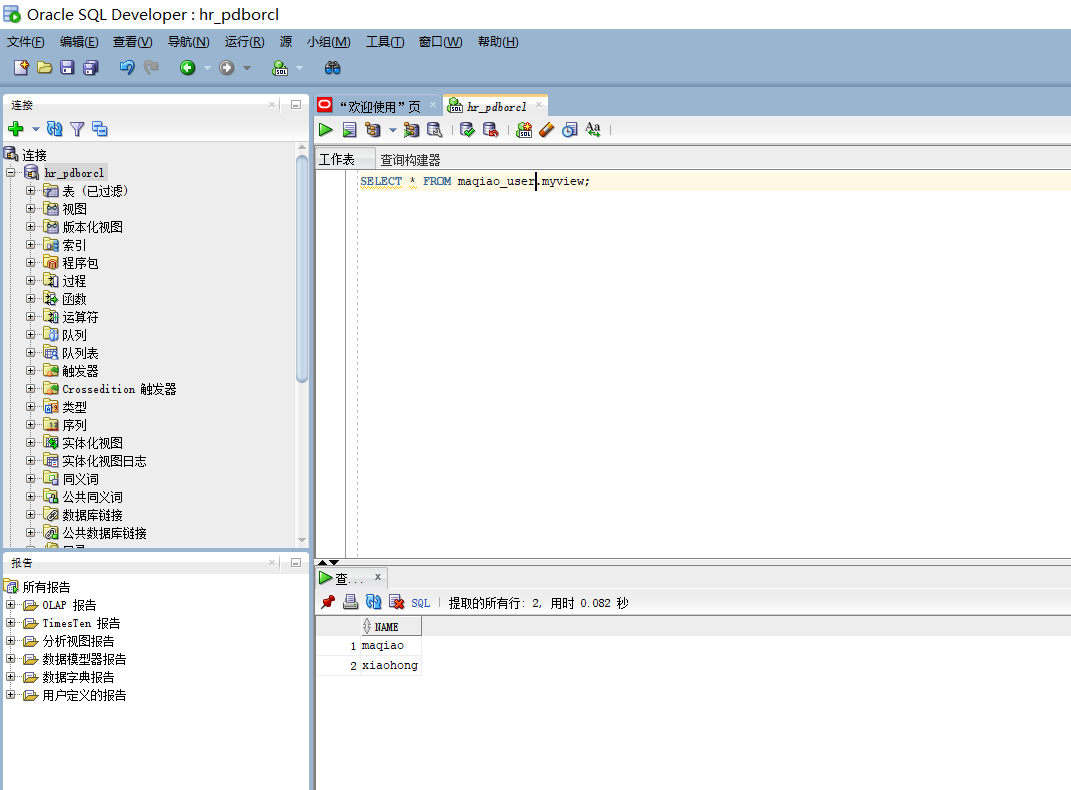 Oracle SQL Developer : hr_pdborcl
文件(F) 编辑(E) 查看(V) 导航(N) 运行(R) 源 小组(M) 工具(T) 窗口(W) 帮助(H)
连接
连接
hr_pdborcl
表 (已过滤)
视图
版本化视图
索引
程序包
过程
函数
运算符
队列
队列表
触发器
Crossedition 触发器
类型
序列
实体化视图
实体化视图日志
同义词
公共同义词
数据库链接
公共数据库链接
报告
所有报告
OLAP 报告
TimesTen 报告
分析视图报告
数据模型器报告
数据字典报告
用户定义的报告
“欢迎使用”页 hr_pdborcl
工作表 查询构建器
SELECT * FROM maqiao_user.myview;
查...
SQL 提取的所有行: 2, 用时 0.082 秒
NAME
1 maqiao
2 xiaohong